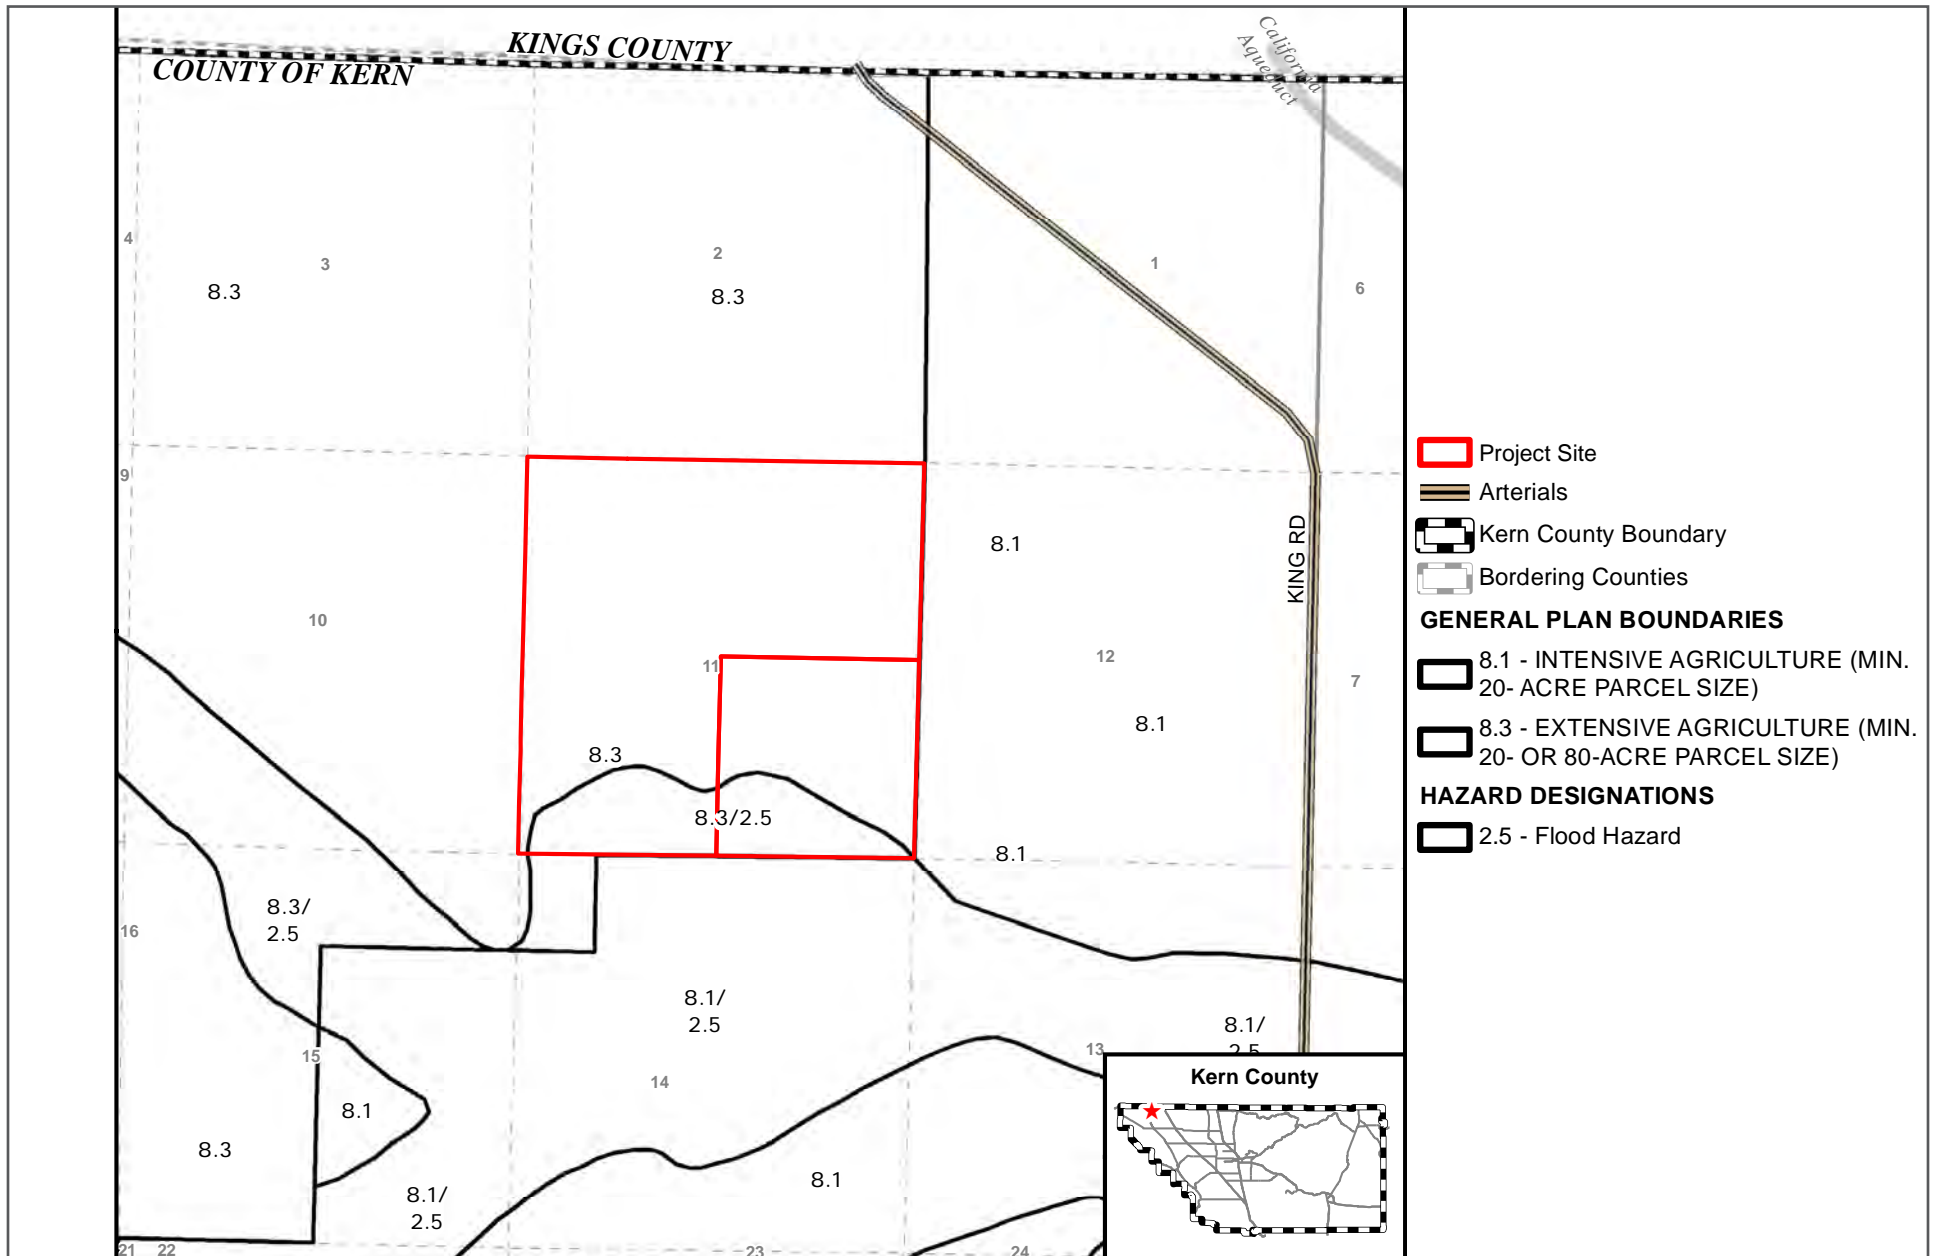 KINGS COUNTY
COUNTY OF KERN
California
Aqueduct
4
3
2
1
6
8.3
8.3
9
8.1
KING RD
10
11
12
7
8.1
8.3
8.3/2.5
8.1
8.3/
2.5
16
8.1/
2.5
8.1/
2.5
15
14
13
8.1
8.3
8.1
8.1/
2.5
21
22
23
24
Kern County
Project Site
Arterials
Kern County Boundary
Bordering Counties
GENERAL PLAN BOUNDARIES
8.1 - INTENSIVE AGRICULTURE (MIN.
20- ACRE PARCEL SIZE)
8.3 - EXTENSIVE AGRICULTURE (MIN.
20- OR 80-ACRE PARCEL SIZE)
HAZARD DESIGNATIONS
2.5 - Flood Hazard